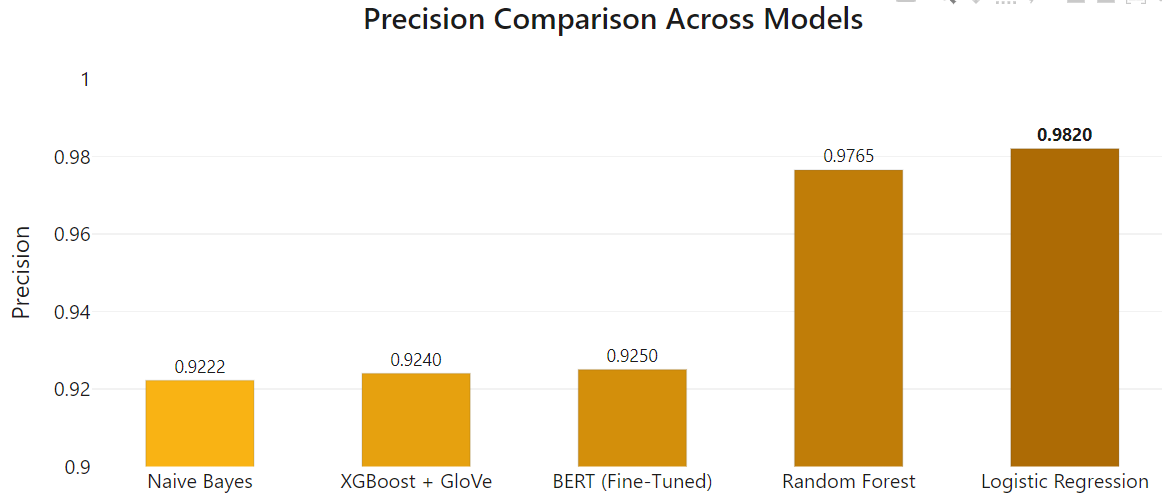 Precision Comparison Across Models
1
0.98
0.96
0.94
0.92
0.9
Precision
0.9222
0.9240
0.9250
0.9765
0.9820
Naive Bayes
XGBoost + GloVe
BERT (Fine-Tuned)
Random Forest
Logistic Regression